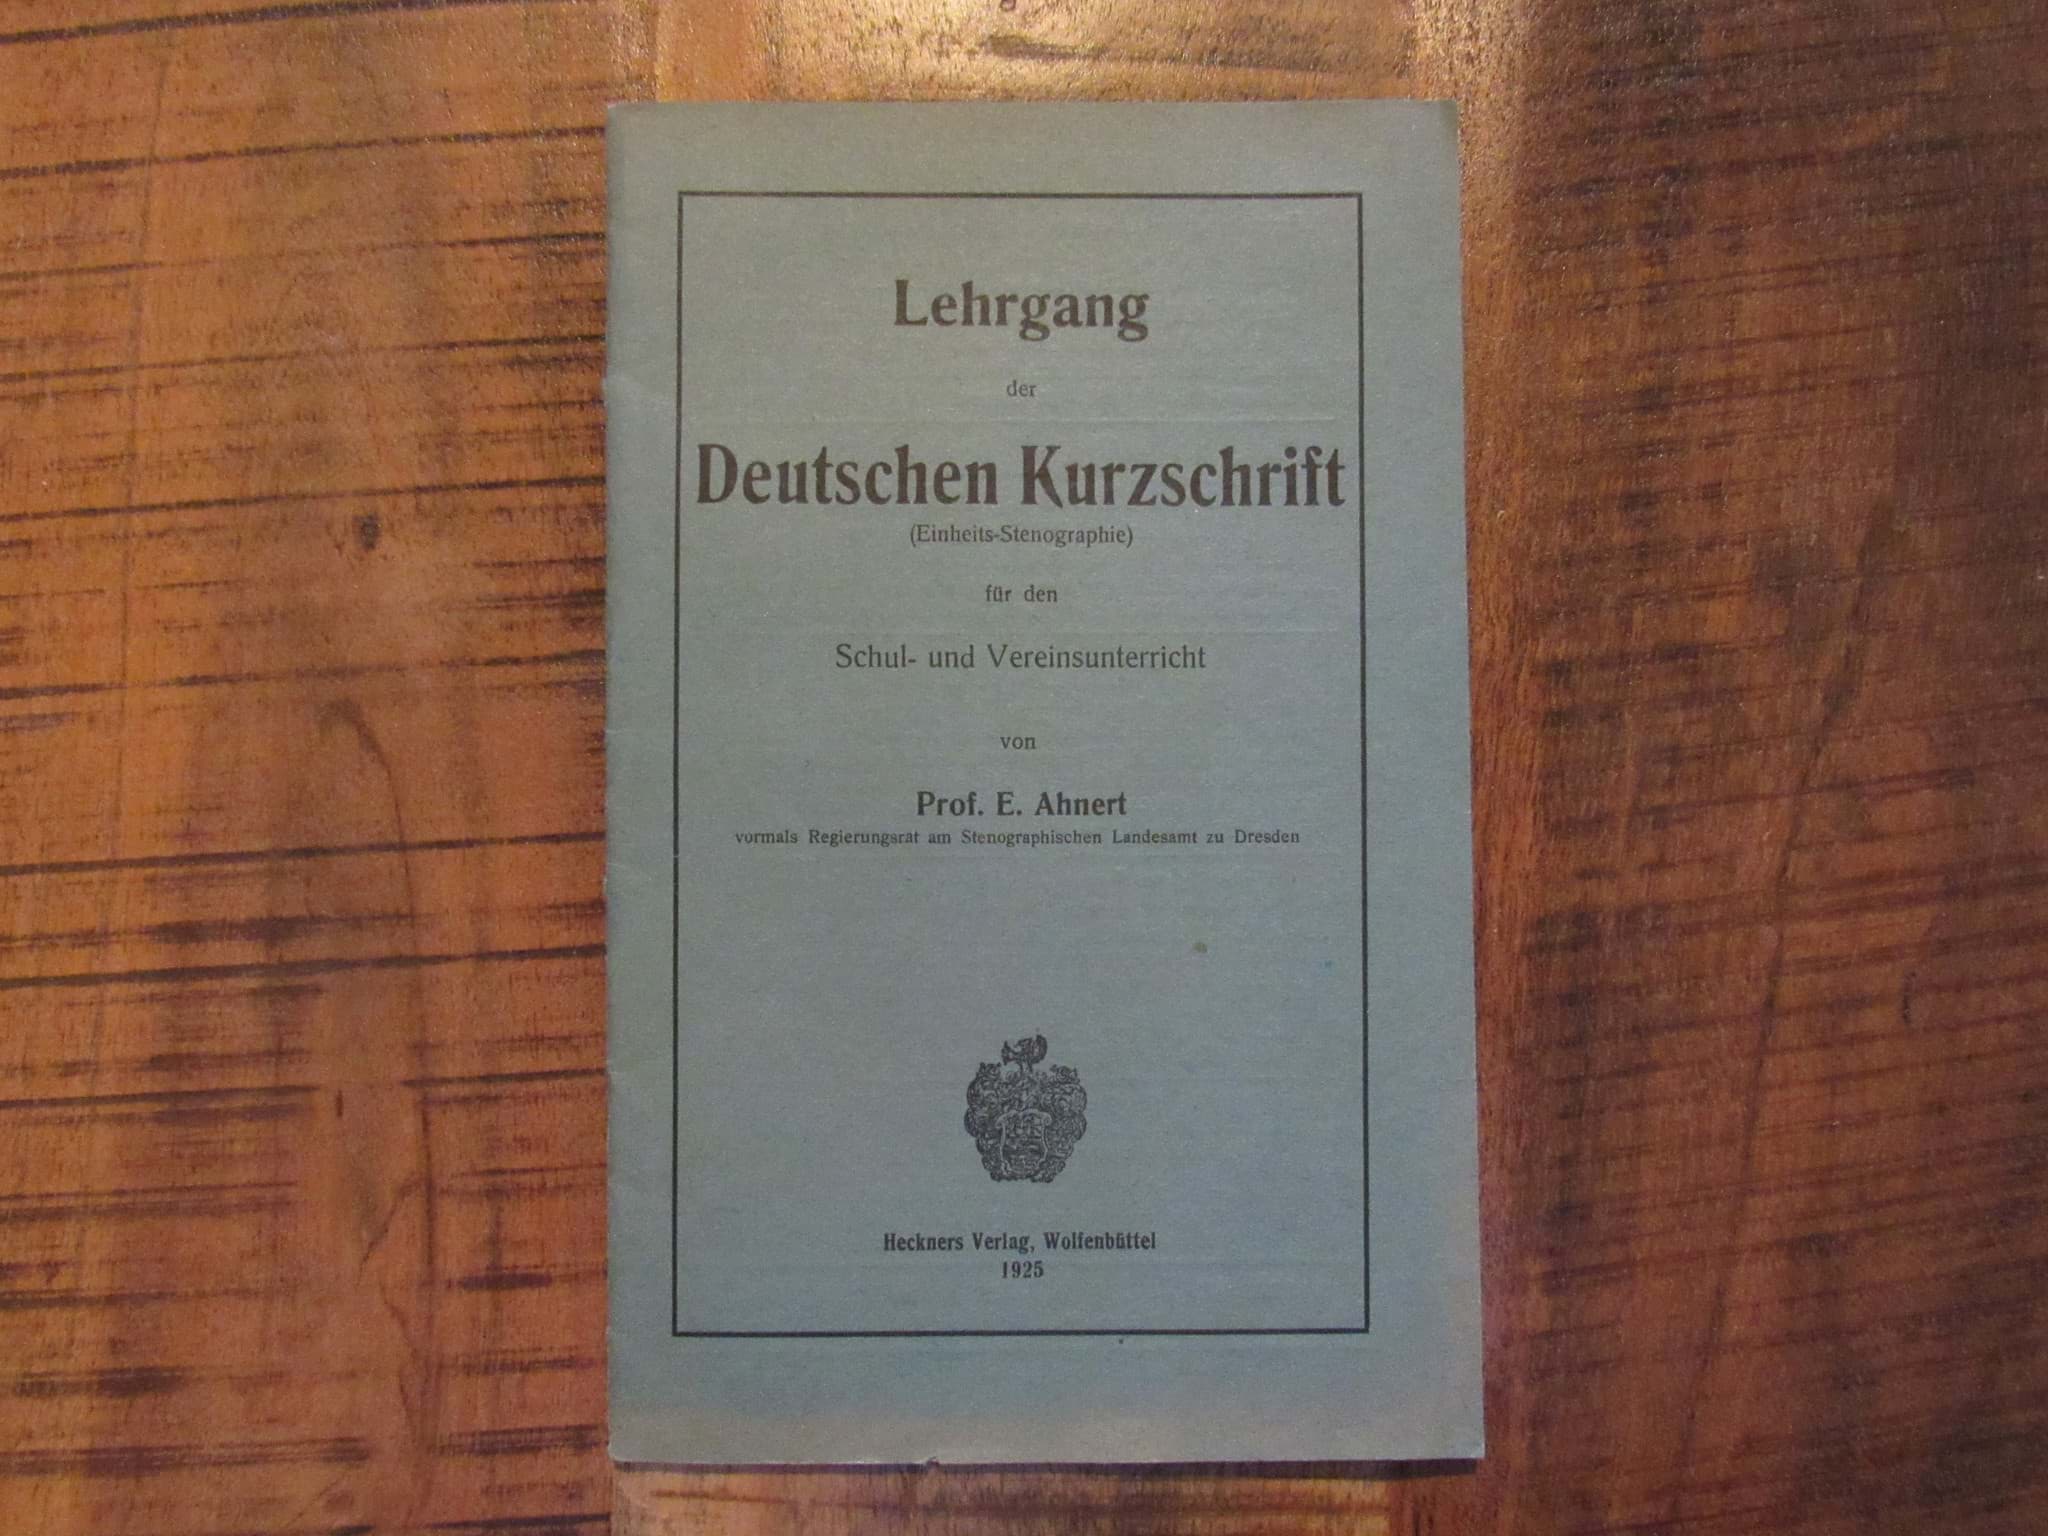 Lehrgang
der
Deutschen Kurzschrift
(Einheits-Stenographie)
für den
Schul- und Vereinsunterricht
von
Prof. E. Ahnert
vormals Regierungsrat am Stenographischen Landesamt zu Dresden
Heckners Verlag, Wolfenbüttel
1925